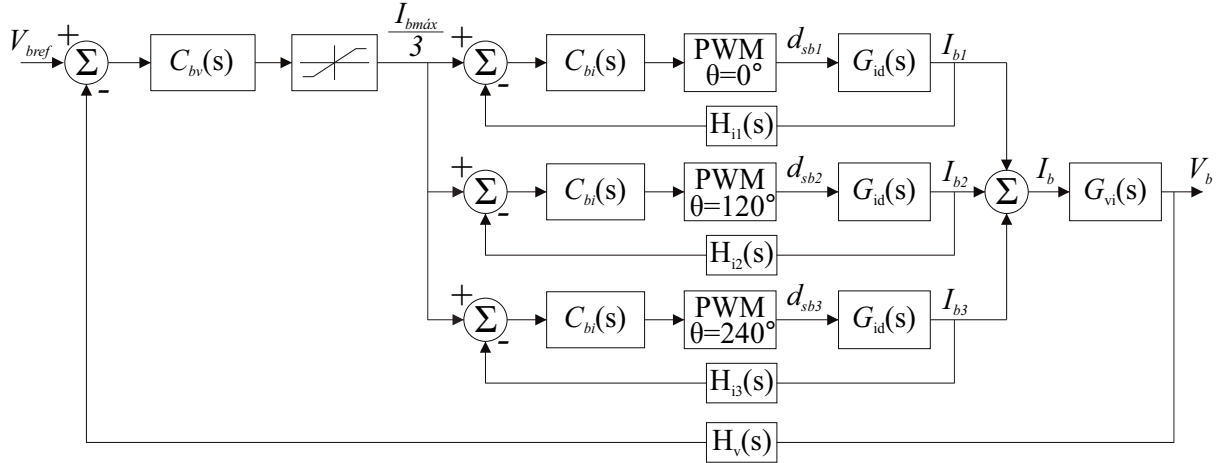 V_bref
+
Σ
-
C_bv(s)
I_bmáx
3
+
Σ
-
C_bi(s)
PWM
θ=0°
d_sb1
G_id(s)
I_b1
H_i1(s)
+
Σ
-
C_bi(s)
PWM
θ=120°
d_sb2
G_id(s)
I_b2
H_i2(s)
Σ
I_b
G_vi(s)
V_b
+
Σ
-
C_bi(s)
PWM
θ=240°
d_sb3
G_id(s)
I_b3
H_i3(s)
H_v(s)